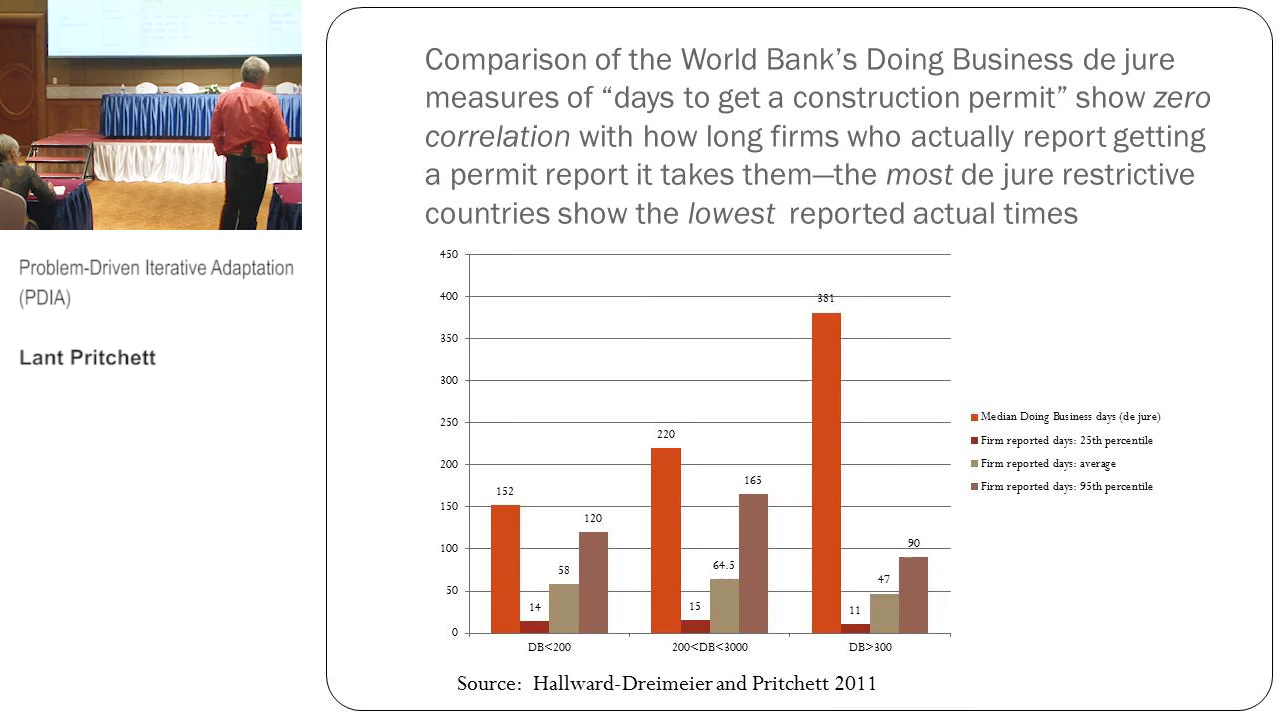 Problem-Driven Iterative Adaptation
(PDIA)
Lant Pritchett
Comparison of the World Bank’s Doing Business de jure
measures of “days to get a construction permit” show zero
correlation with how long firms who actually report getting
a permit report it takes them—the most de jure restrictive
countries show the lowest reported actual times
450
400
350
300
250
200
150
100
50
0
152
14
58
120
220
15
64.5
165
381
11
47
90
DB<200
200<DB<3000
DB>300
Median Doing Business days (de jure)
Firm reported days: 25th percentile
Firm reported days: average
Firm reported days: 95th percentile
Source: Hallward-Dreimeier and Pritchett 2011